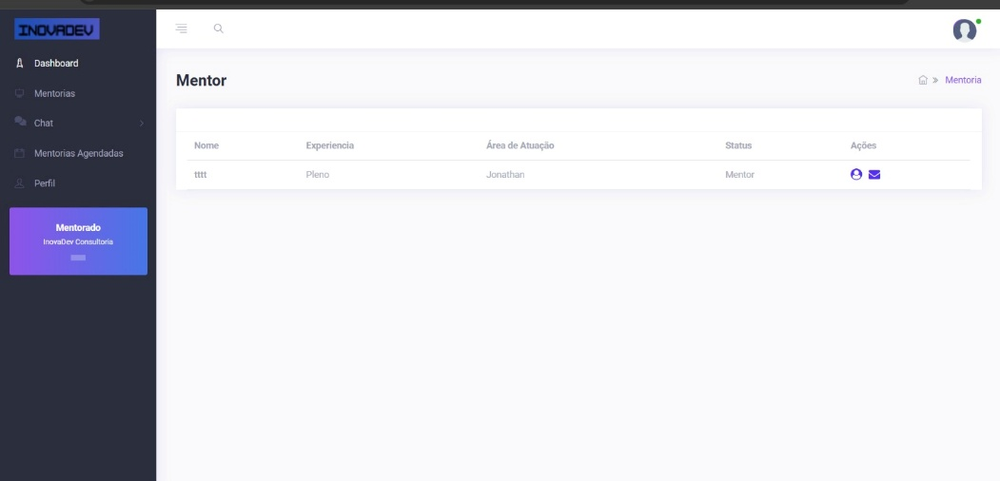 INOVADEV
Dashboard
Mentorias
Chat
Mentorias Agendadas
Perfil
Mentorado
InovaDev Consultoria
Mentor
» Mentoria
Nome Experiencia Área de Atuação Status Ações
tttt Pleno Jonathan Mentor